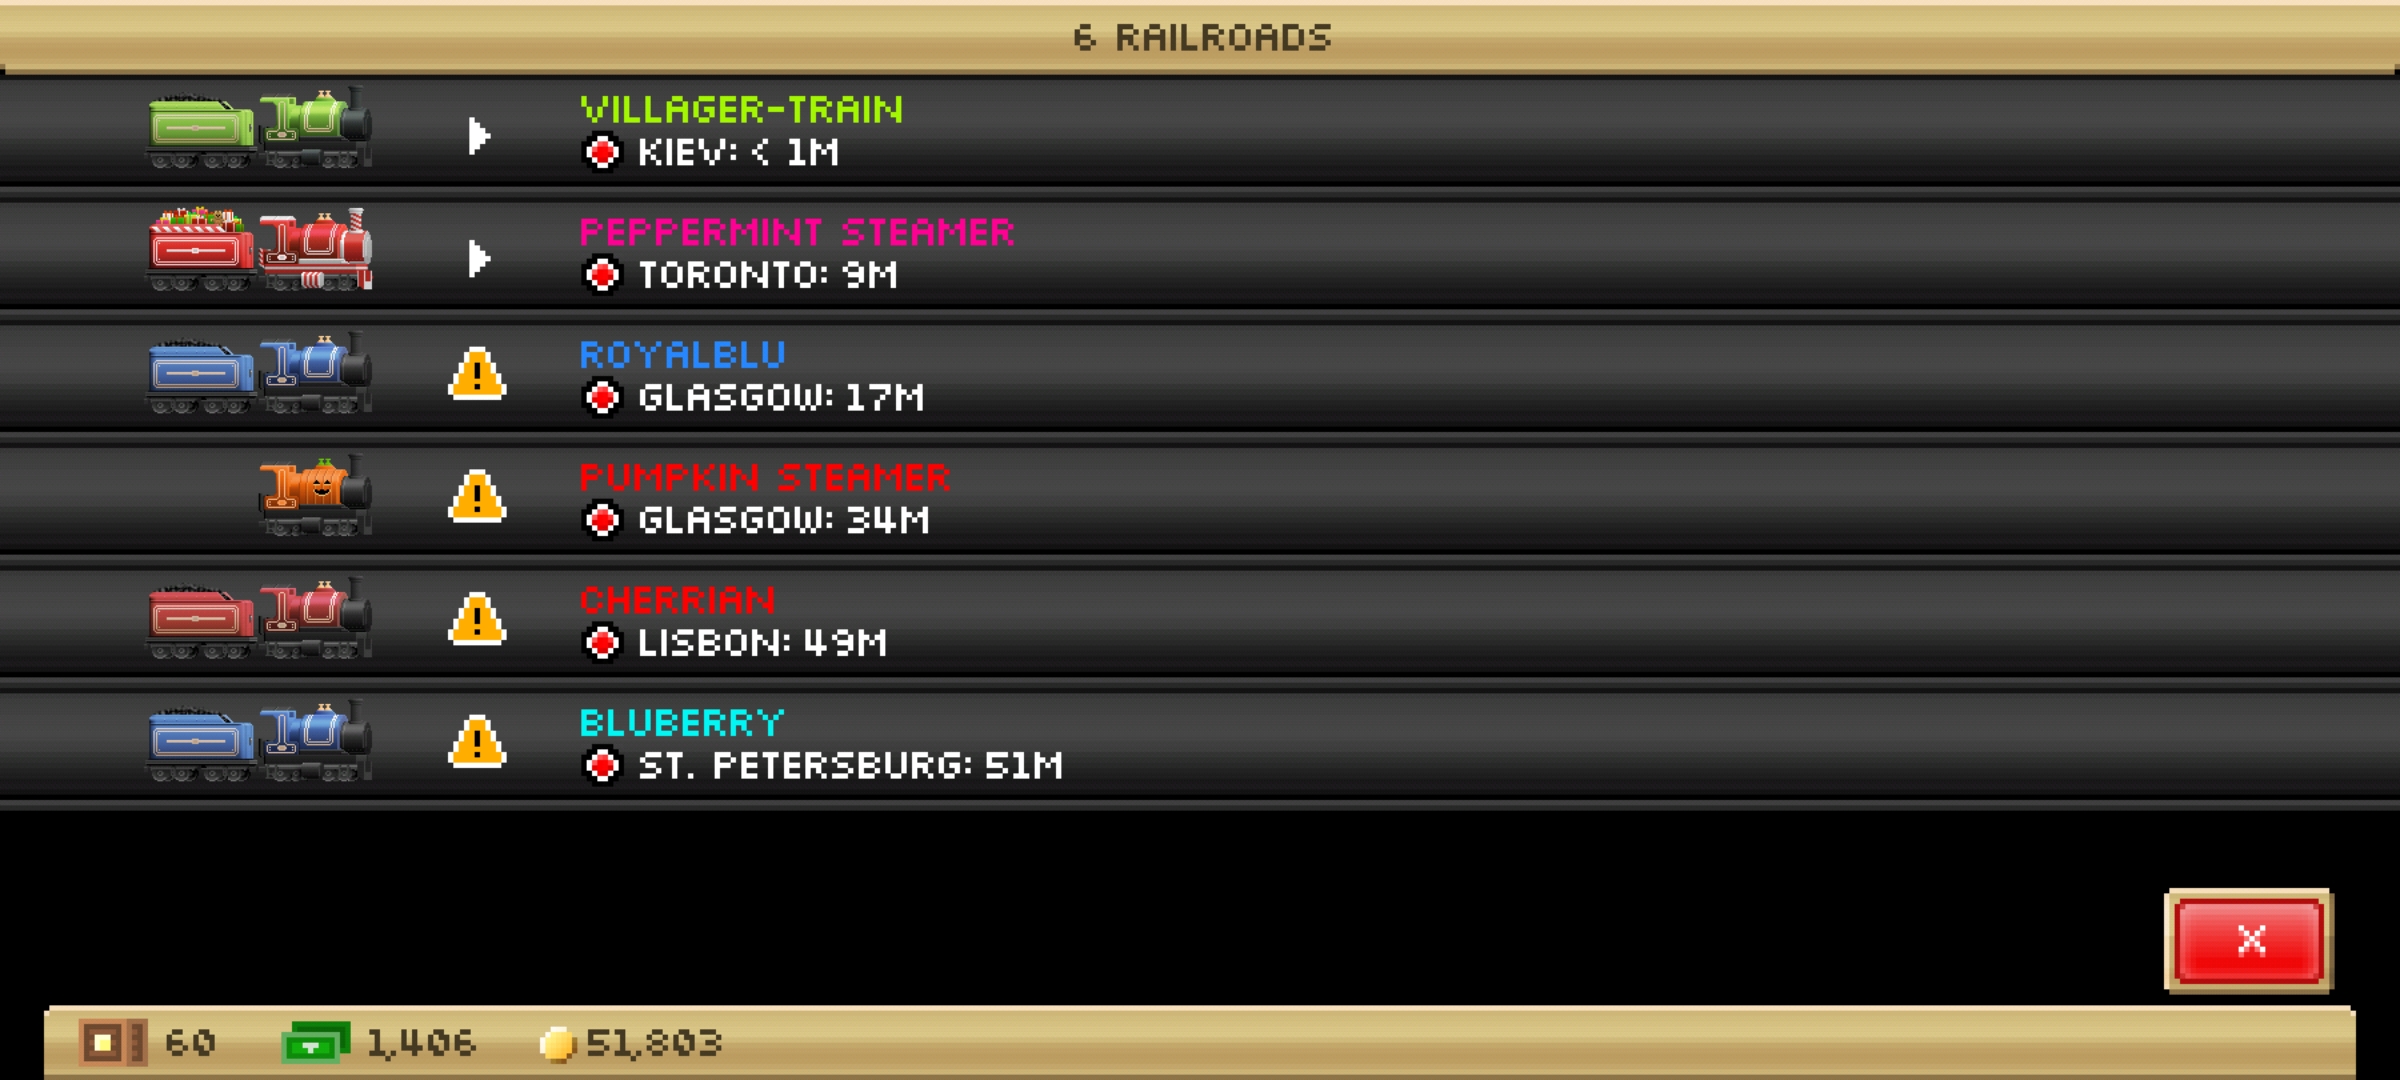 6 RAILROADS
VILLAGER-TRAIN
KIEV: < 1M
PEPPERMINT STEAMER
TORONTO: 9M
ROYALBLU
GLASGOW: 17M
PUMPKIN STEAMER
GLASGOW: 34M
CHERRIAN
LISBON: 49M
BLUBERRY
ST. PETERSBURG: 51M
X
60 1,406 51,803